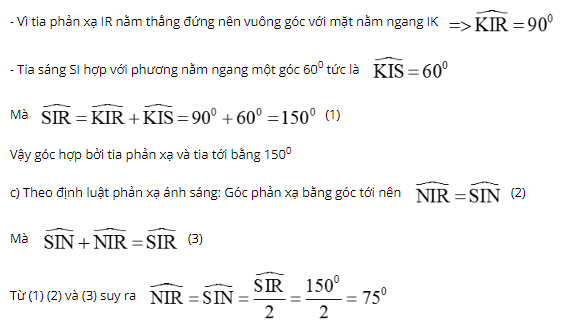 - Vì tia phản xạ IR nằm thẳng đứng nên vuông góc với mặt nằm ngang IK => KIR = 90⁰
- Tia sáng SI hợp với phương nằm ngang một góc 60⁰ tức là KIS = 60⁰
Mà SIR = KIR + KIS = 90⁰ + 60⁰ = 150⁰ (1)
Vậy góc hợp bởi tia phản xạ và tia tới bằng 150⁰
c) Theo định luật phản xạ ánh sáng: Góc phản xạ bằng góc tới nên NIR = SIN (2)
Mà SIN + NIR = SIR (3)
Từ (1) (2) và (3) suy ra NIR = SIN = SIR/2 = 150⁰/2 = 75⁰